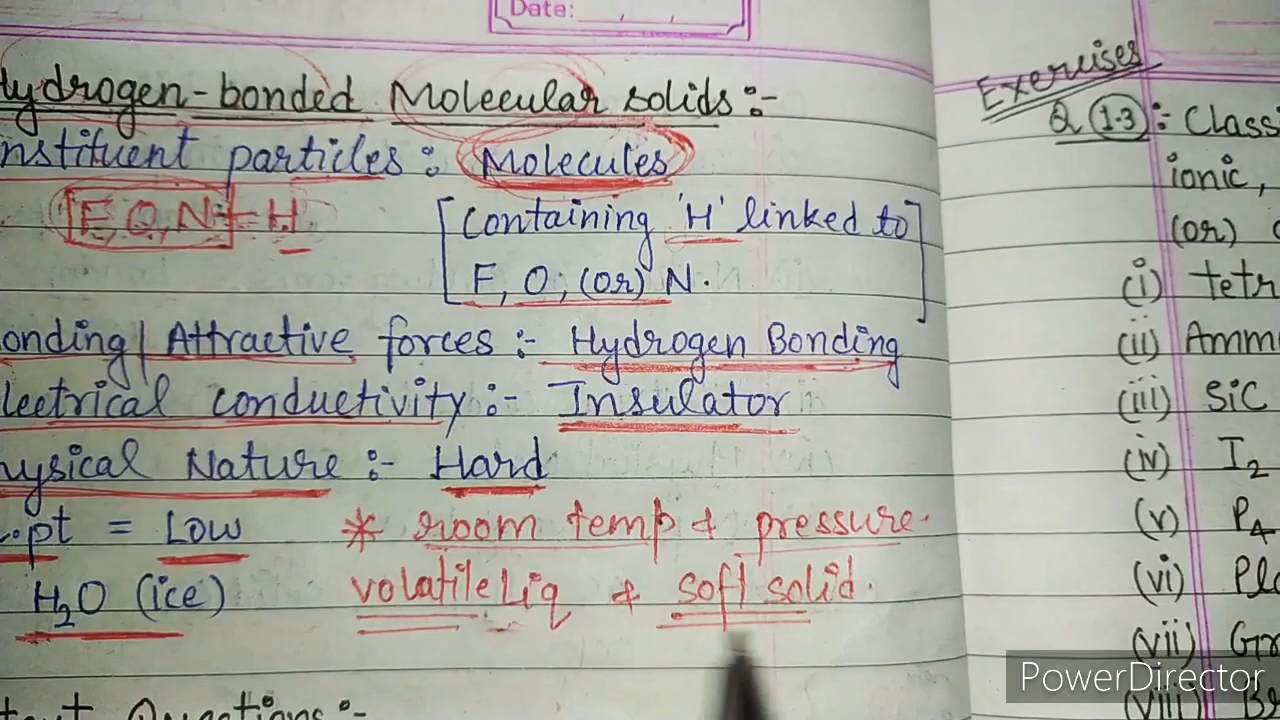 Date:
ydrogen-bonded Molecular solids:-
nstituent particles: Molecules
F,O,N - H [Containing 'H' linked to
F, O, (or) N.]
onding| Attractive forces :- Hydrogen Bonding
lectrical conductivity :- Insulator
ysical Nature :- Hard
.pt = Low * room temp & pressure.
H2O (ice) volatile Liq & soft solid.
Exercises
Q (1.3) : Class
ionic,
(or)
(i) tetr
(ii) Amm
(iii) SiC
(iv) I2
(v) P4
(vi) Pl
(vii) Gr
(viii) B
PowerDirector